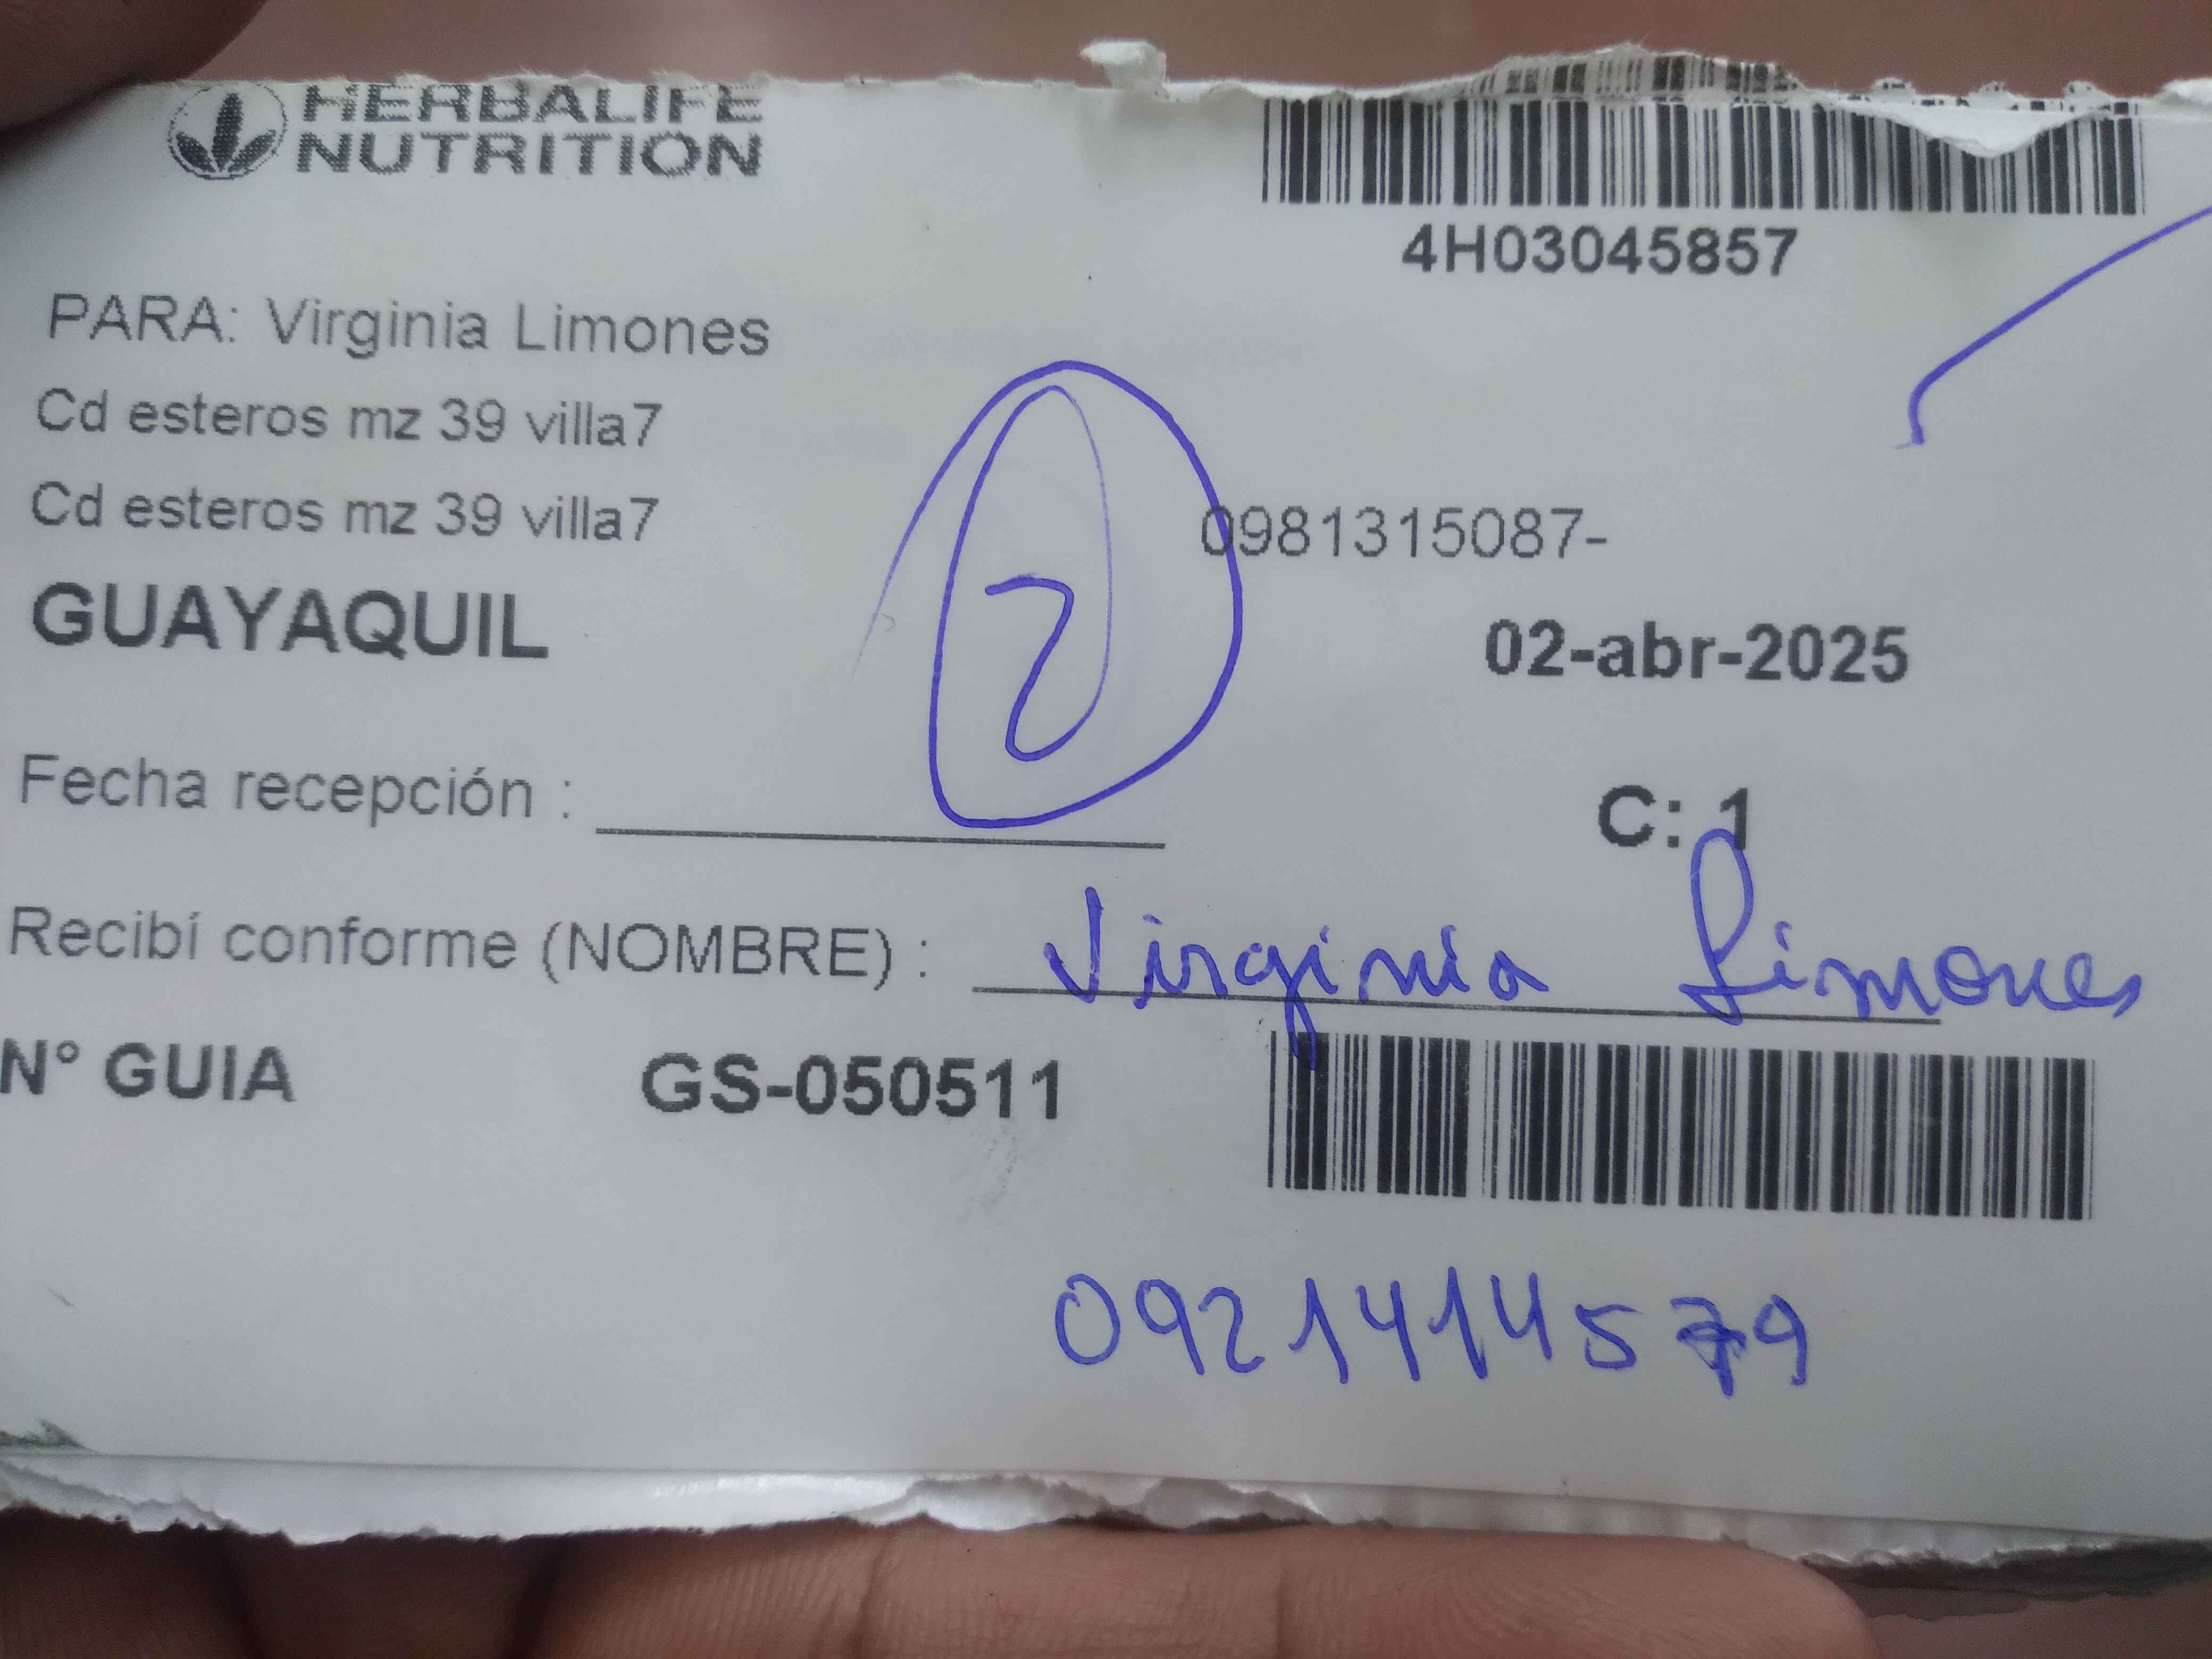 HERBALIFE
NUTRITION
4H03045857
PARA: Virginia Limones
Cd esteros mz 39 villa7
Cd esteros mz 39 villa7
0981315087-
GUAYAQUIL
02-abr-2025
2
Fecha recepción :
C: 1
Recibí conforme (NOMBRE) : Virginia Limones
N° GUIA GS-050511
0921414579